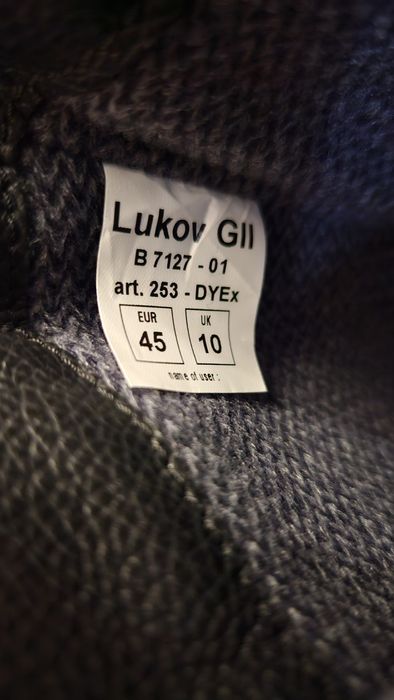 Lukov GII
B 7127 - 01
art. 253 - DYEx
EUR UK
45 10
name of user :